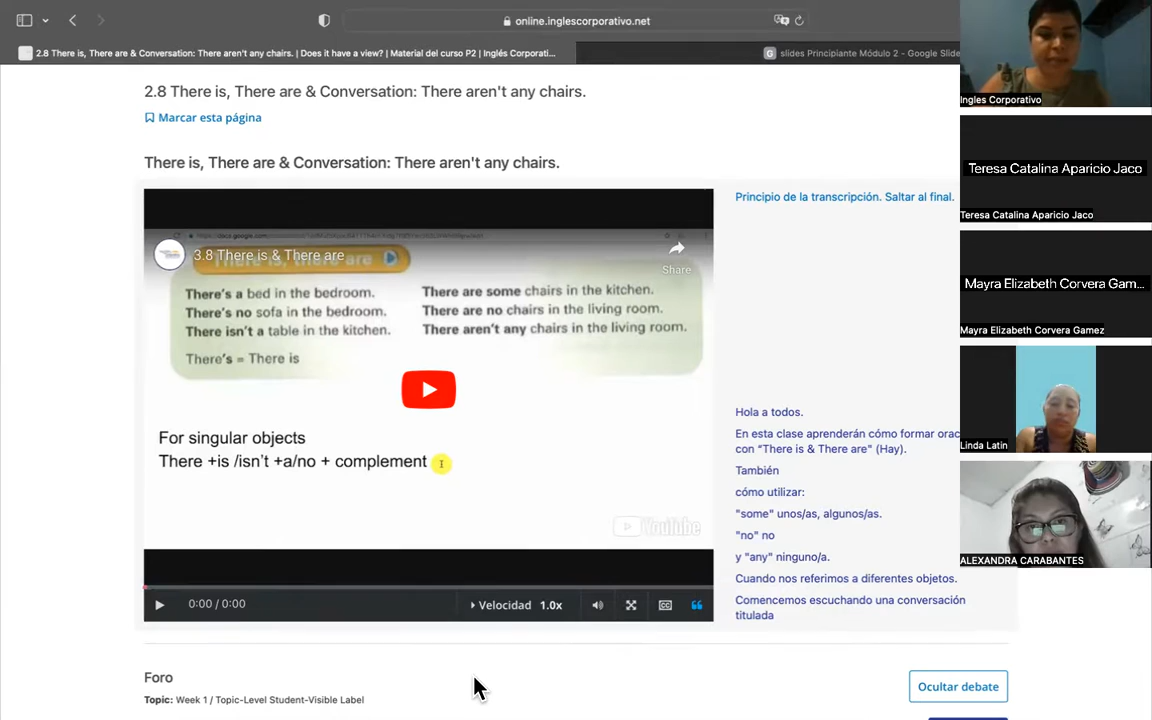 online.inglescorporativo.net
2.8 There is, There are & Conversation: There aren't any chairs. | Does it have a view? | Material del curso P2 | Inglés Corporati...
G slides Principiante Módulo 2 - Google Slide
2.8 There is, There are & Conversation: There aren't any chairs.
Marcar esta página
There is, There are & Conversation: There aren't any chairs.
3.8 There is & There are
Share
There's a bed in the bedroom.
There's no sofa in the bedroom.
There isn't a table in the kitchen.
There's = There is
There are some chairs in the kitchen.
There are no chairs in the living room.
There aren't any chairs in the living room.
For singular objects
There +is /isn't +a/no + complement
YouTube
0:00 / 0:00
Velocidad 1.0x
Principio de la transcripción. Saltar al final.
Hola a todos.
En esta clase aprenderán cómo formar orac
con “There is & There are” (Hay).
También
cómo utilizar:
"some" unos/as, algunos/as.
"no" no
y "any" ninguno/a.
Cuando nos referimos a diferentes objetos.
Comencemos escuchando una conversación
titulada
Foro
Topic: Week 1 / Topic-Level Student-Visible Label
Ocultar debate
Ingles Corporativo
Teresa Catalina Aparicio Jaco
Teresa Catalina Aparicio Jaco
Mayra Elizabeth Corvera Gam...
Mayra Elizabeth Corvera Gamez
Linda Latin
ALEXANDRA CARABANTES